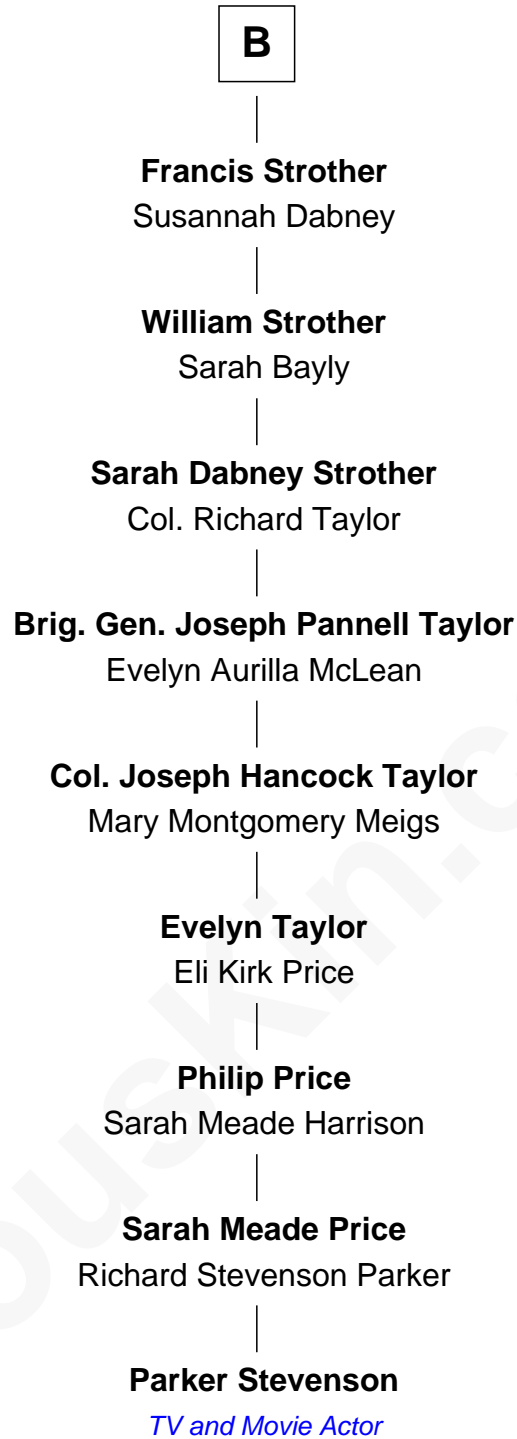 B
Francis Strother
Susannah Dabney
William Strother
Sarah Bayly
Sarah Dabney Strother
Col. Richard Taylor
Brig. Gen. Joseph Pannell Taylor
Evelyn Aurilla McLean
Col. Joseph Hancock Taylor
Mary Montgomery Meigs
Evelyn Taylor
Eli Kirk Price
Philip Price
Sarah Meade Harrison
Sarah Meade Price
Richard Stevenson Parker
Parker Stevenson
TV and Movie Actor